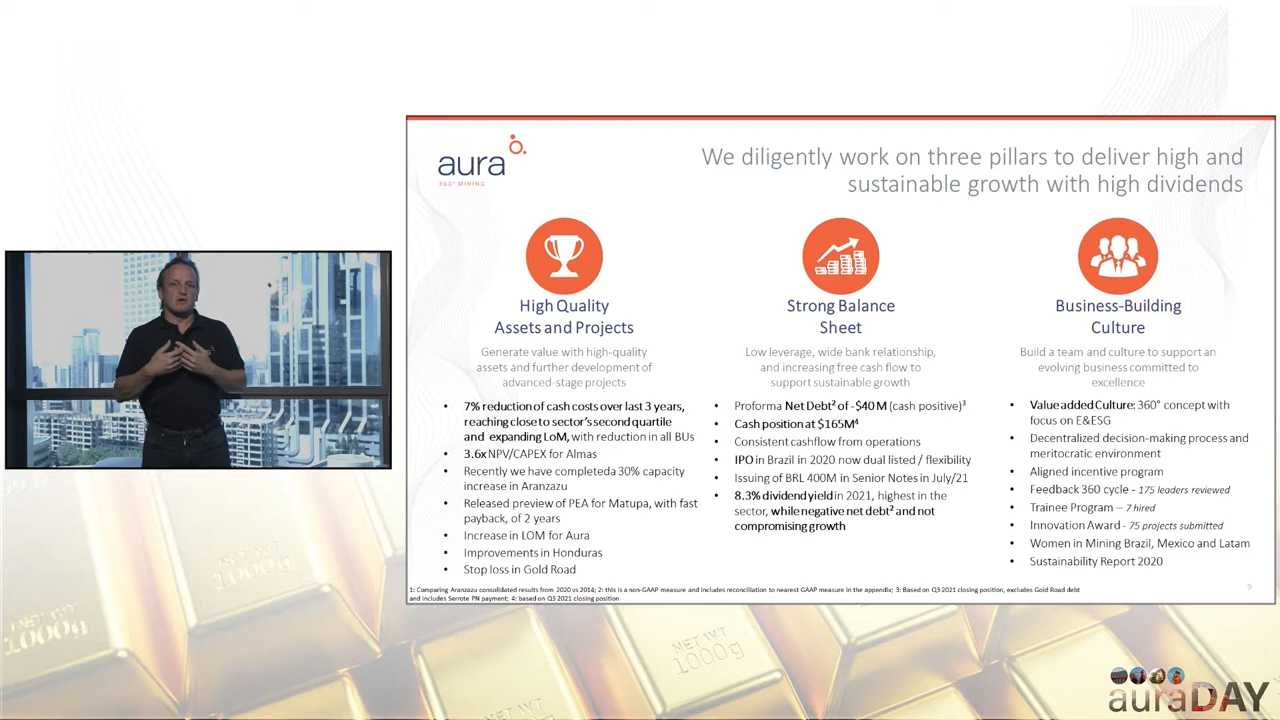 aura
360° MINING
We diligently work on three pillars to deliver high and
sustainable growth with high dividends
High Quality
Assets and Projects
Generate value with high-quality
assets and further development of
advanced-stage projects
• 7% reduction of cash costs over last 3 years,
reaching close to sector's second quartile
and expanding LoM, with reduction in all BUs
• 3.6x NPV/CAPEX for Almas
• Recently we have completeda 30% capacity
increase in Aranzazu
• Released preview of PEA for Matupa, with fast
payback, of 2 years
• Increase in LOM for Aura
• Improvements in Honduras
• Stop loss in Gold Road
Strong Balance
Sheet
Low leverage, wide bank relationship,
and increasing free cash flow to
support sustainable growth
• Proforma Net Debt² of -$40 M (cash positive)³
• Cash position at $165M⁴
• Consistent cashflow from operations
• IPO in Brazil in 2020 now dual listed / flexibility
• Issuing of BRL 400M in Senior Notes in July/21
• 8.3% dividend yield in 2021, highest in the
sector, while negative net debt² and not
compromising growth
Business-Building
Culture
Build a team and culture to support an
evolving business committed to
excellence
• Value added Culture: 360° concept with
focus on E&ESG
• Decentralized decision-making process and
meritocratic environment
• Aligned incentive program
• Feedback 360 cycle - 175 leaders reviewed
• Trainee Program – 7 hired
• Innovation Award - 75 projects submitted
• Women in Mining Brazil, Mexico and Latam
• Sustainability Report 2020
1: Comparing Aranzazu consolidated results from 2020 vs 2014; 2: this is a non-GAAP measure and includes reconciliation to nearest GAAP measure in the appendix; 3: Based on Q3 2021 closing position, excludes Gold Road debt
and includes Serrote PN payment; 4: based on Q3 2021 closing position
9
1000g
1000g
NET WT
1000g
auraDAY